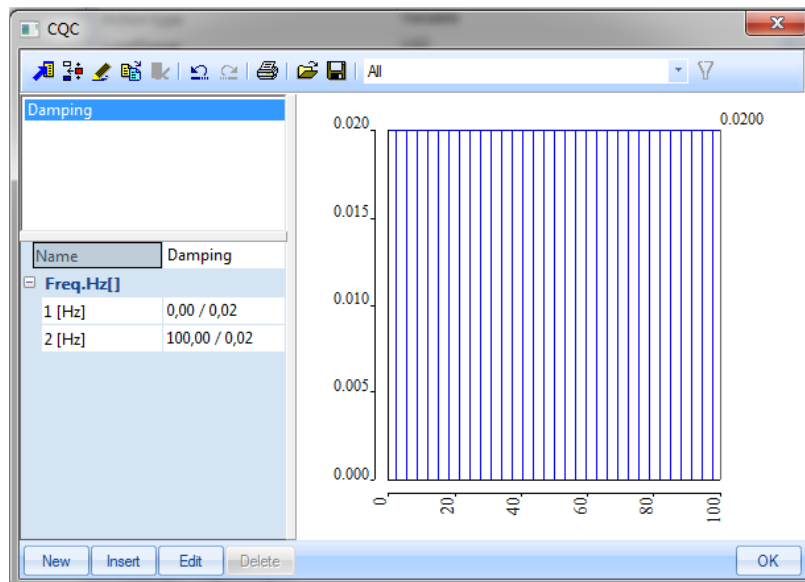 CQC
All
Damping
Name Damping
Freq.Hz[]
1 [Hz] 0,00 / 0,02
2 [Hz] 100,00 / 0,02
0.0200
0.020
0.015
0.010
0.005
0.000
0 20 40 60 80 100
New Insert Edit Delete OK